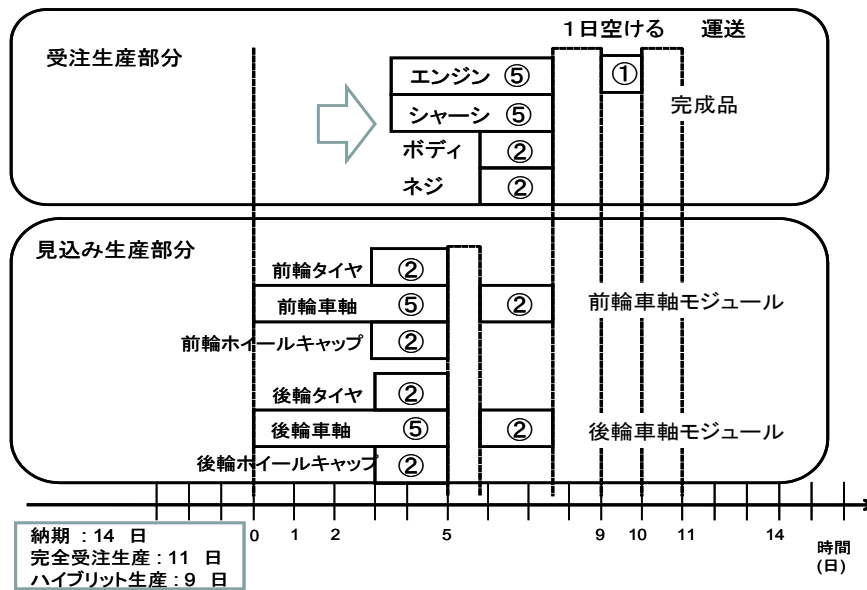 １日空ける 運送
受注生産部分
エンジン ⑤ ①
シャーシ ⑤ 完成品
ボディ ②
ネジ ②
見込み生産部分
前輪タイヤ ②
前輪車軸 ⑤ ② 前輪車軸モジュール
前輪ホイールキャップ ②
後輪タイヤ ②
後輪車軸 ⑤ ② 後輪車軸モジュール
後輪ホイールキャップ ②
0 1 2 5 9 10 11 14
時間
(日)
納期：14 日
完全受注生産：11 日
ハイブリット生産：9 日